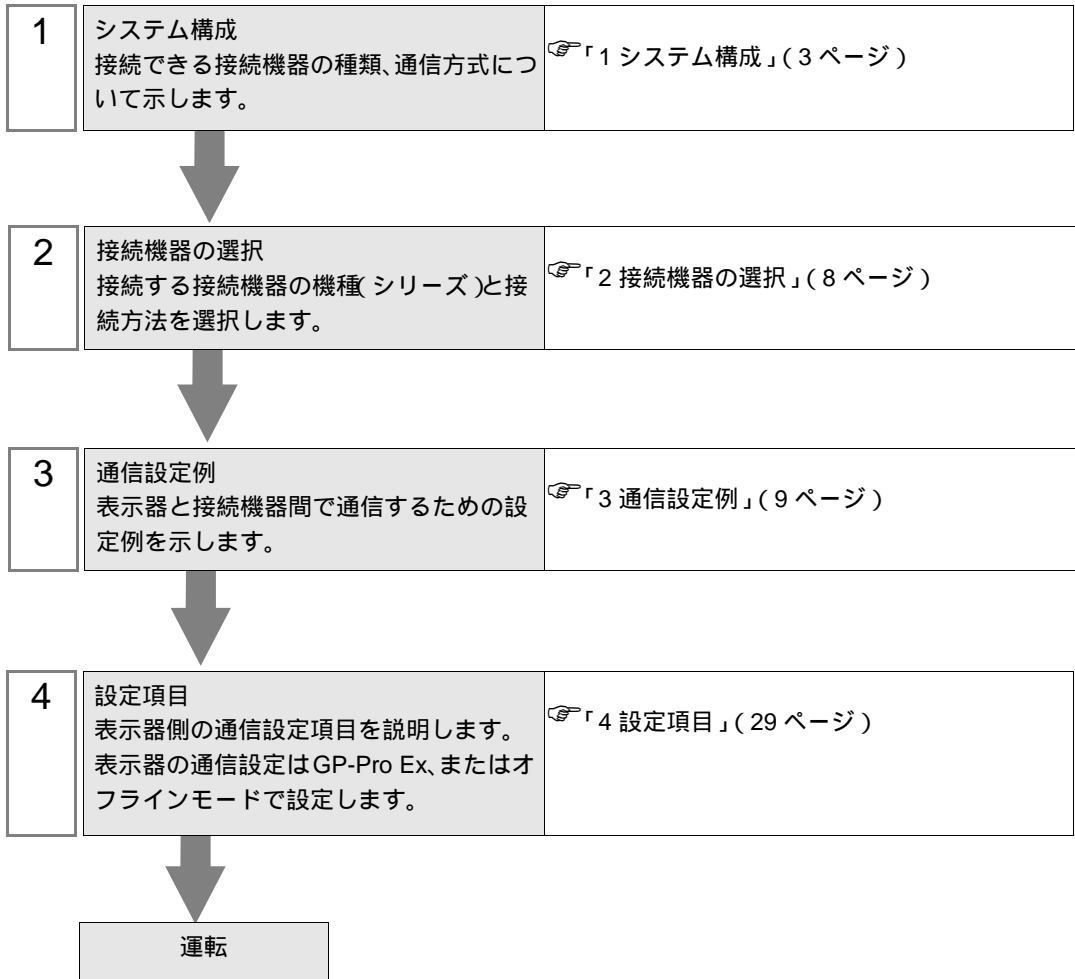 1
システム構成
接続できる接続機器の種類、通信方式につ
いて示します。
☞「1 システム構成」(3 ページ)
2
接続機器の選択
接続する接続機器の機種(シリーズ)と接
続方法を選択します。
☞「2 接続機器の選択」(8 ページ)
3
通信設定例
表示器と接続機器間で通信するための設
定例を示します。
☞「3 通信設定例」(9 ページ)
4
設定項目
表示器側の通信設定項目を説明します。
表示器の通信設定はGP-Pro Ex、またはオ
フラインモードで設定します。
☞「4 設定項目」(29 ページ)
運転